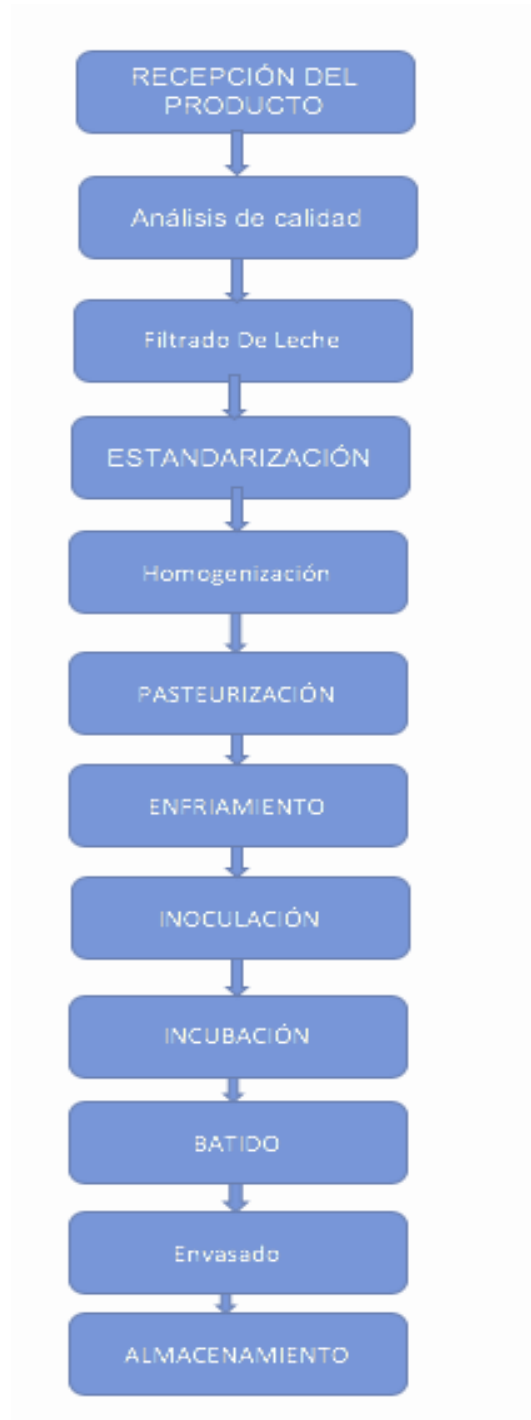 RECEPCIÓN DEL
PRODUCTO
Análisis de calidad
Filtrado De Leche
ESTANDARIZACIÓN
Homogenización
PASTEURIZACIÓN
ENFRIAMIENTO
INOCULACIÓN
INCUBACIÓN
BATIDO
Envasado
ALMACENAMIENTO